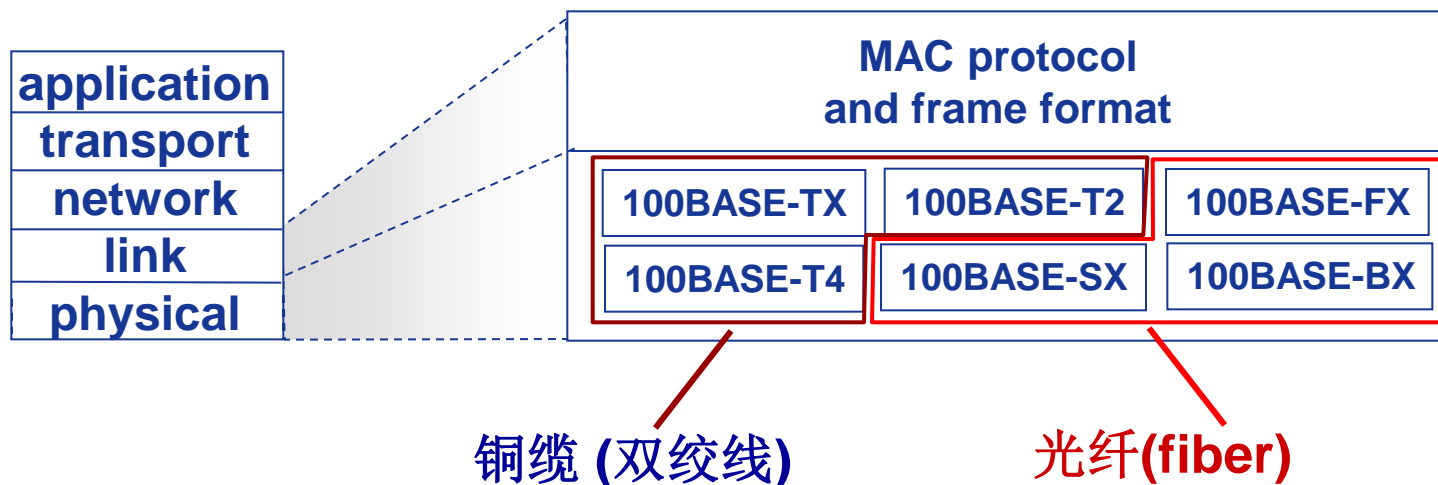 application
transport
network
link
physical
MAC protocol
and frame format
100BASE-TX
100BASE-T2
100BASE-FX
100BASE-T4
100BASE-SX
100BASE-BX
铜缆 (双绞线)
光纤(fiber)